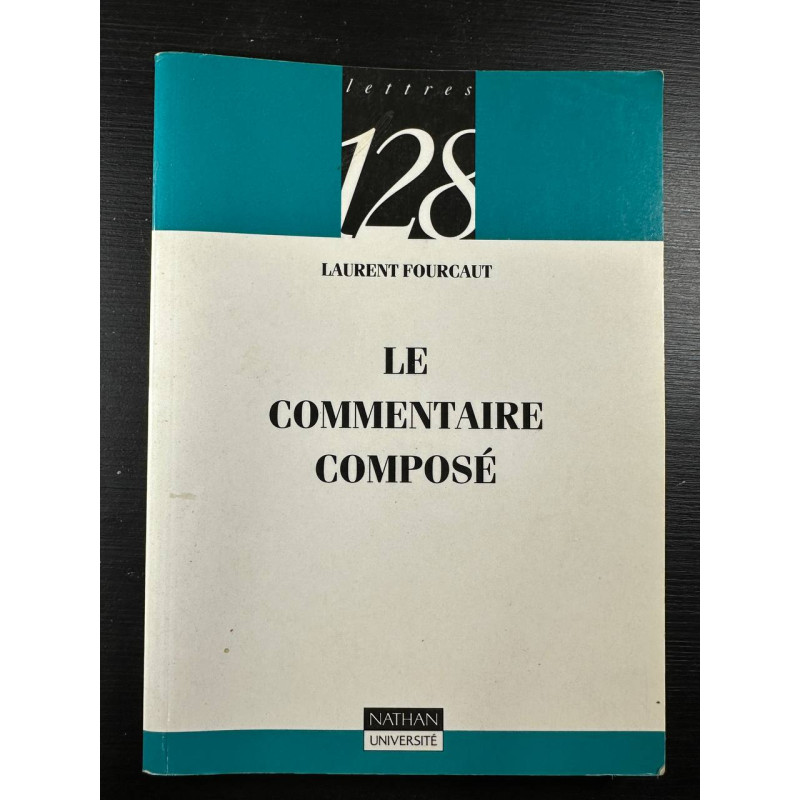 lettres
128
LAURENT FOURCAUT
LE
COMMENTAIRE
COMPOSÉ
NATHAN
UNIVERSITÉ